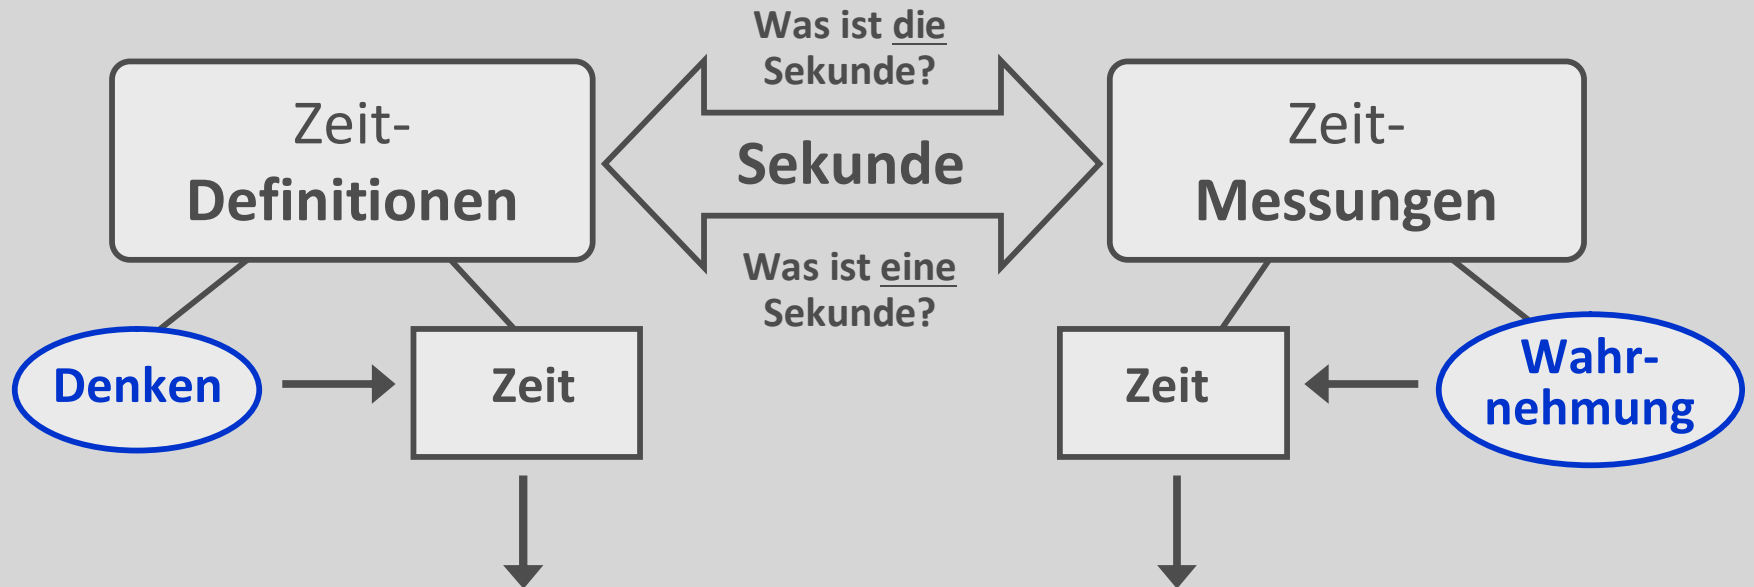 Was ist die
Sekunde?
Zeit-
Definitionen
Sekunde
Zeit-
Messungen
Was ist eine
Sekunde?
Denken
Zeit
Zeit
Wahr-
nehmung